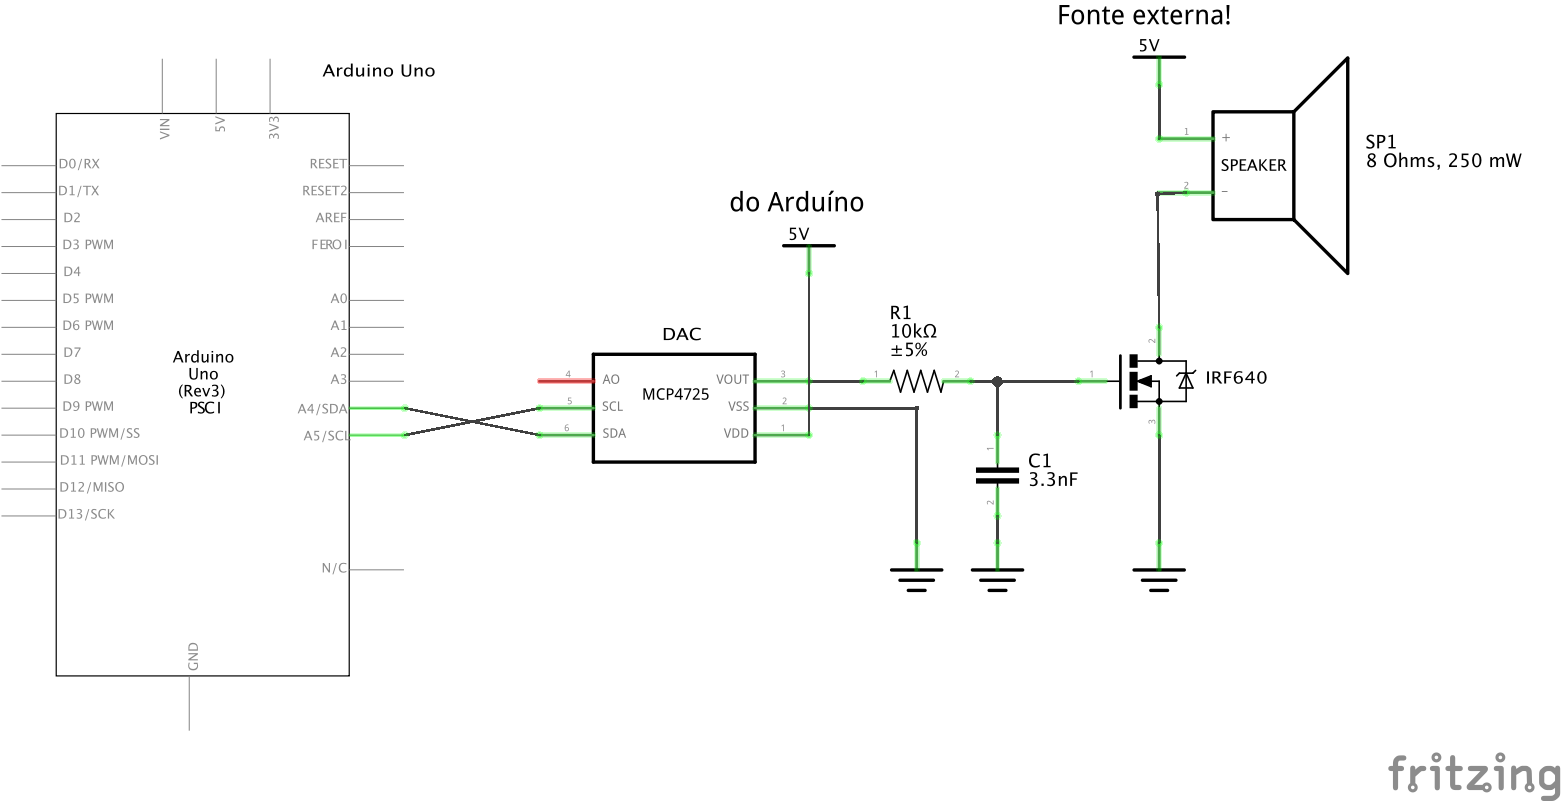 Fonte externa!
5V
Arduino Uno
VIN
5V
3V3
D0/RX
D1/TX
D2
D3 PWM
D4
D5 PWM
D6 PWM
D7
D8
D9 PWM
D10 PWM/SS
D11 PWM/MOSI
D12/MISO
D13/SCK
RESET
RESET2
AREF
A0
A1
A2
A3
A4/SDA
A5/SCL
N/C
GND
Arduino
Uno
(Rev3)
PSCI
do Arduíno
5V
DAC
MCP4725
4
AO
5
SCL
6
SDA
VOUT
3
VSS
2
VDD
1
R1
10kΩ
±5%
1
2
1
C1
3.3nF
2
1
2
3
IRF640
1
+
SPEAKER
2
−
SP1
8 Ohms, 250 mW
fritzing